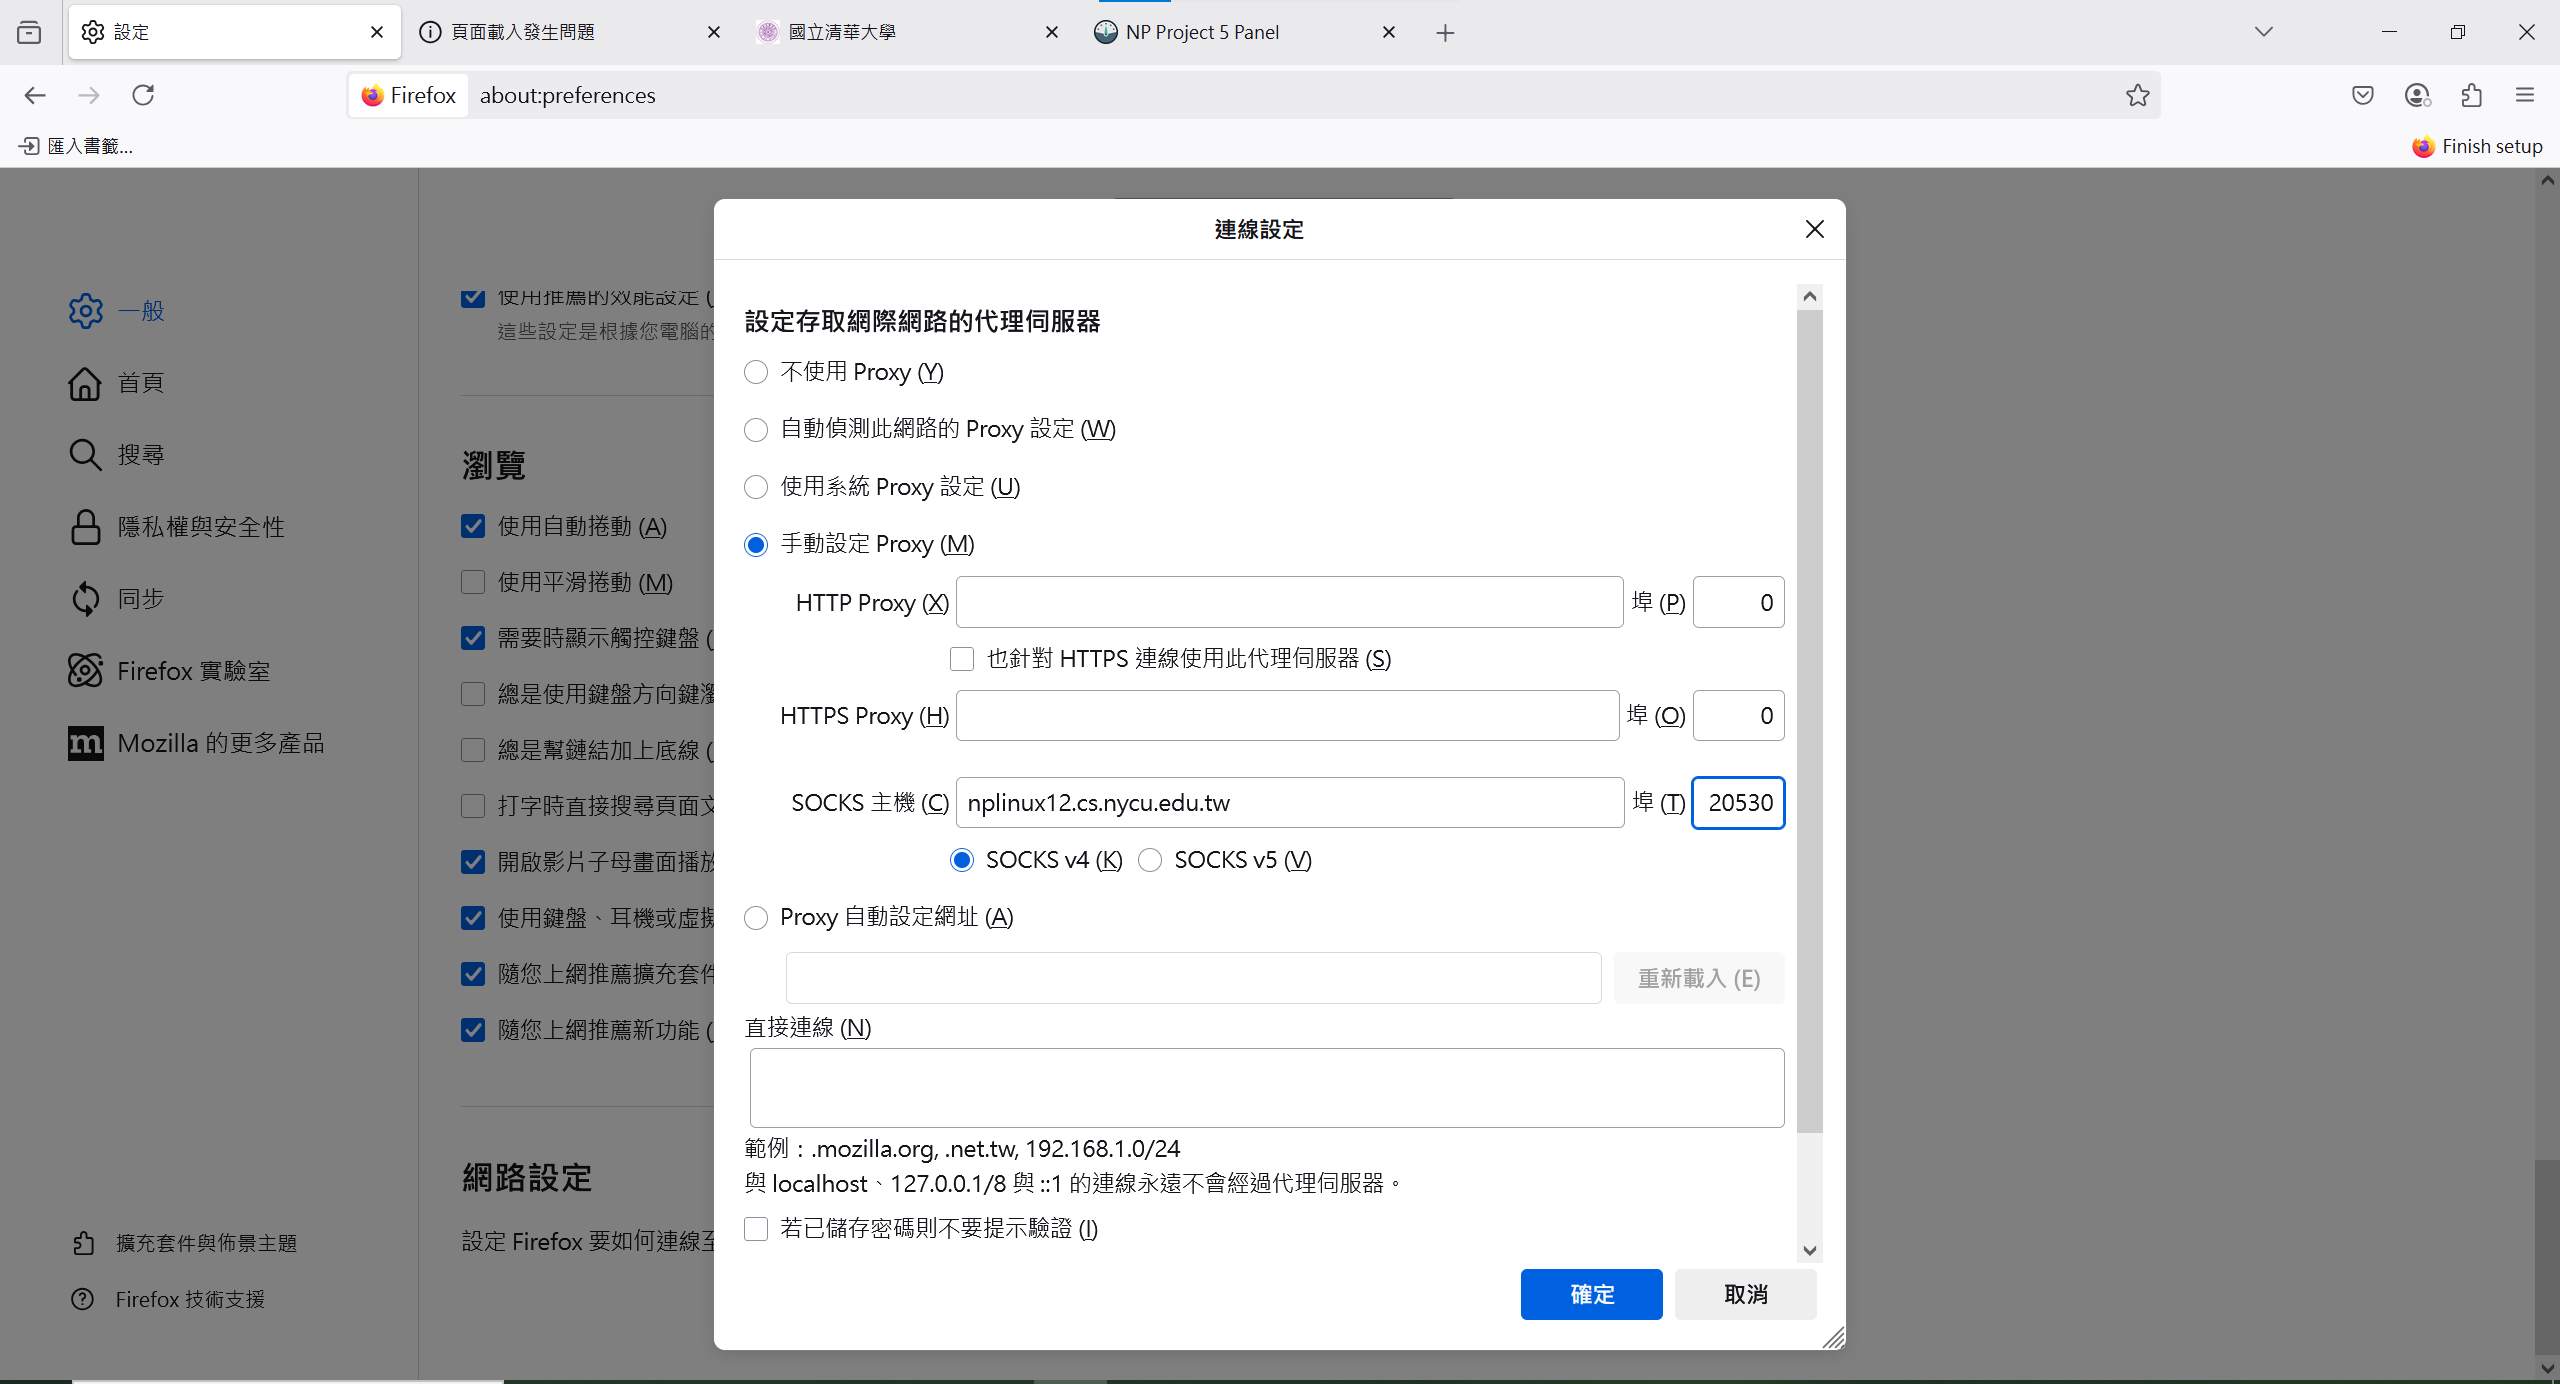 設定
頁面載入發生問題
國立清華大學
NP Project 5 Panel
Firefox
about:preferences
匯入書籤...
Finish setup
一般
首頁
搜尋
隱私權與安全性
同步
Firefox 實驗室
Mozilla 的更多產品
擴充套件與佈景主題
Firefox 技術支援
使用推薦的效能設定 (
這些設定是根據您電腦的
瀏覽
使用自動捲動 (A)
使用平滑捲動 (M)
需要時顯示觸控鍵盤 (
總是使用鍵盤方向鍵瀏
總是幫鏈結加上底線 (
打字時直接搜尋頁面文
開啟影片子母畫面播放
使用鍵盤、耳機或虛擬
隨您上網推薦擴充套件
隨您上網推薦新功能 (
網路設定
設定 Firefox 要如何連線至
連線設定
設定存取網際網路的代理伺服器
不使用 Proxy (Y)
自動偵測此網路的 Proxy 設定 (W)
使用系統 Proxy 設定 (U)
手動設定 Proxy (M)
HTTP Proxy (X) 埠 (P) 0
也針對 HTTPS 連線使用此代理伺服器 (S)
HTTPS Proxy (H) 埠 (O) 0
SOCKS 主機 (C) nplinux12.cs.nycu.edu.tw 埠 (T) 20530
SOCKS v4 (K) SOCKS v5 (V)
Proxy 自動設定網址 (A)
重新載入 (E)
直接連線 (N)
範例：.mozilla.org, .net.tw, 192.168.1.0/24
與 localhost、127.0.0.1/8 與 ::1 的連線永遠不會經過代理伺服器。
若已儲存密碼則不要提示驗證 (I)
確定
取消